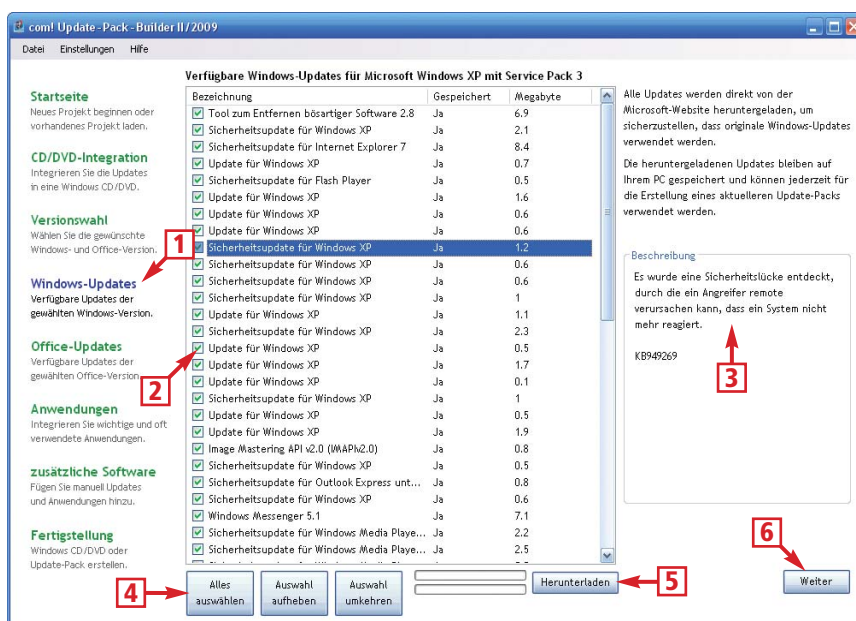 com! Update-Pack-Builder II/2009
Datei Einstellungen Hilfe
Startseite
Neues Projekt beginnen oder
vorhandenes Projekt laden.
CD/DVD-Integration
Integrieren Sie die Updates
in eine Windows CD/DVD.
Versionswahl
Wählen Sie die gewünschte
Windows- und Office-Version.
1
Windows-Updates
Verfügbare Updates der
gewählten Windows-Version.
Office-Updates
Verfügbare Updates der
gewählten Office-Version.
2
Anwendungen
Integrieren Sie wichtige und oft
verwendete Anwendungen.
zusätzliche Software
Fügen Sie manuell Updates
und Anwendungen hinzu.
Fertigstellung
Windows CD/DVD oder
Update-Pack erstellen.
Verfügbare Windows-Updates für Microsoft Windows XP mit Service Pack 3
Bezeichnung Gespeichert Megabyte
Tool zum Entfernen bösartiger Software 2.8 Ja 6.9
Sicherheitsupdate für Windows XP Ja 2.1
Sicherheitsupdate für Internet Explorer 7 Ja 8.4
Update für Windows XP Ja 0.7
Sicherheitsupdate für Flash Player Ja 0.5
Update für Windows XP Ja 1.6
Update für Windows XP Ja 0.6
Update für Windows XP Ja 0.6
Sicherheitsupdate für Windows XP Ja 1.2
Sicherheitsupdate für Windows XP Ja 0.6
Sicherheitsupdate für Windows XP Ja 0.6
Sicherheitsupdate für Windows XP Ja 1
Update für Windows XP Ja 1.1
Sicherheitsupdate für Windows XP Ja 2.3
Update für Windows XP Ja 0.5
Update für Windows XP Ja 1.7
Update für Windows XP Ja 0.1
Sicherheitsupdate für Windows XP Ja 1
Update für Windows XP Ja 0.5
Update für Windows XP Ja 1.9
Image Mastering API v2.0 (IMAPIv2.0) Ja 0.8
Sicherheitsupdate für Windows XP Ja 0.5
Sicherheitsupdate für Outlook Express unt... Ja 0.8
Sicherheitsupdate für Windows XP Ja 0.6
Windows Messenger 5.1 Ja 7.1
Sicherheitsupdate für Windows Media Playe... Ja 2.2
Sicherheitsupdate für Windows Media Playe... Ja 2.5
Alle Updates werden direkt von der
Microsoft-Website heruntergeladen, um
sicherzustellen, dass originale Windows-Updates
verwendet werden.
Die heruntergeladenen Updates bleiben auf
Ihrem PC gespeichert und können jederzeit für
die Erstellung eines aktuelleren Update-Packs
verwendet werden.
Beschreibung
Es wurde eine Sicherheitslücke entdeckt,
durch die ein Angreifer remote
verursachen kann, dass ein System nicht
mehr reagiert.
KB949269
3
4
Alles
auswählen
Auswahl
aufheben
Auswahl
umkehren
Herunterladen
5
6
Weiter